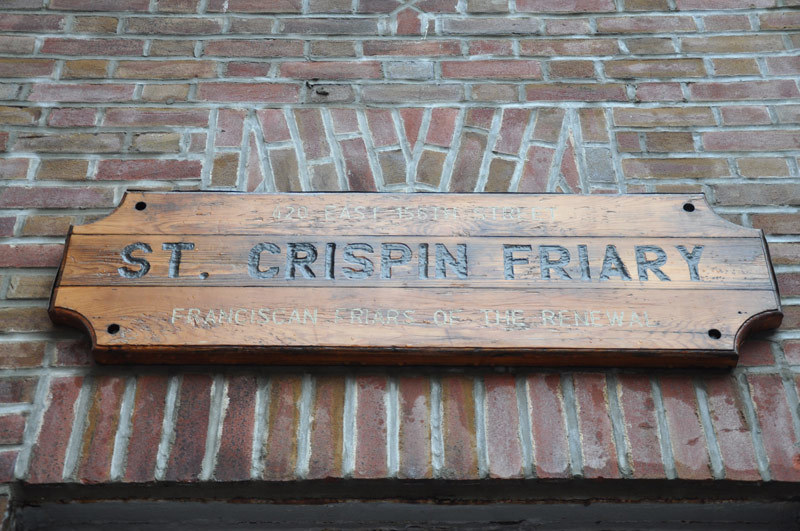 420 EAST 156TH STREET
ST. CRISPIN FRIARY
FRANCISCAN FRIARS OF THE RENEWAL